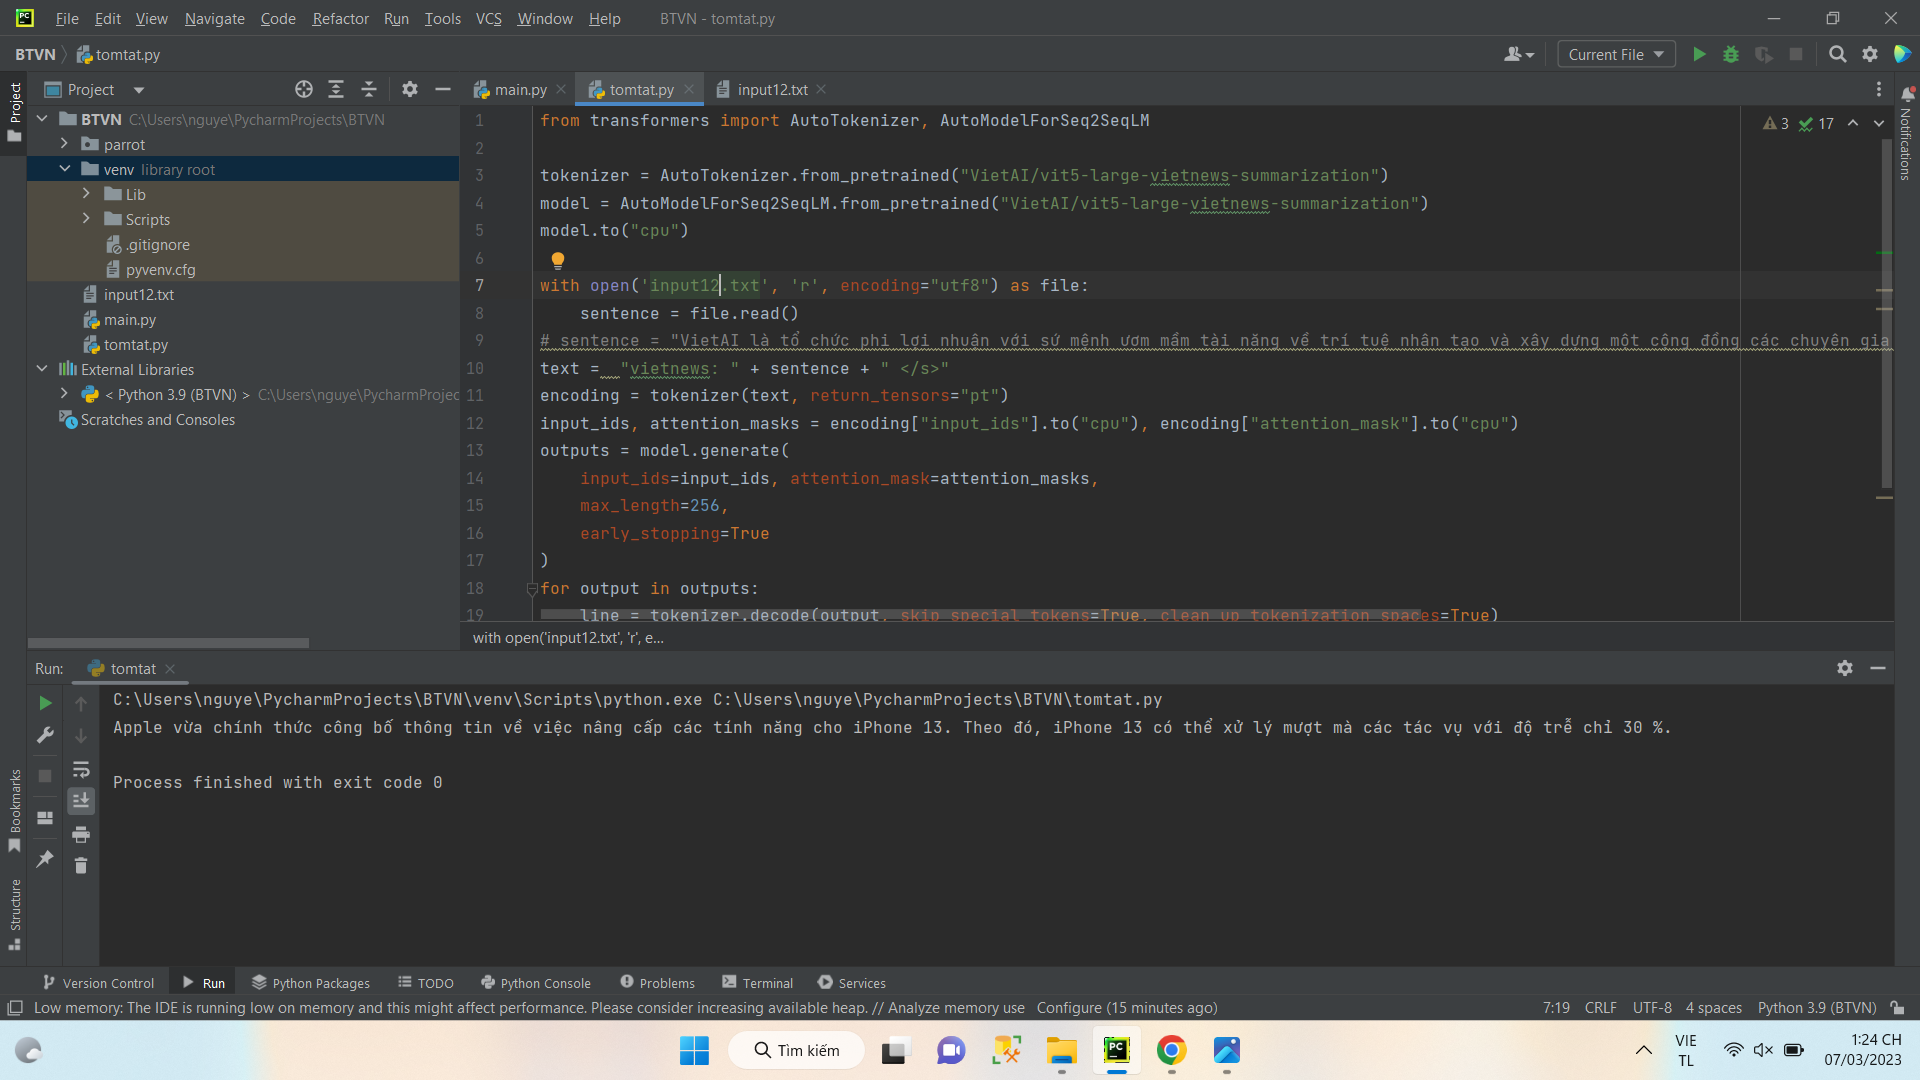 File Edit View Navigate Code Refactor Run Tools VCS Window Help BTVN - tomtat.py
BTVN tomtat.py Current File
Project
main.py tomtat.py input12.txt
BTVN C:\Users\nguye\PycharmProjects\BTVN
parrot
venv library root
Lib
Scripts
.gitignore
pyvenv.cfg
input12.txt
main.py
tomtat.py
External Libraries
< Python 3.9 (BTVN) > C:\Users\nguye\PycharmProjec
Scratches and Consoles
3 17
1 from transformers import AutoTokenizer, AutoModelForSeq2SeqLM
2
3 tokenizer = AutoTokenizer.from_pretrained("VietAI/vit5-large-vietnews-summarization")
4 model = AutoModelForSeq2SeqLM.from_pretrained("VietAI/vit5-large-vietnews-summarization")
5 model.to("cpu")
6
7 with open('input12.txt', 'r', encoding="utf8") as file:
8 sentence = file.read()
9 # sentence = "VietAI là tổ chức phi lợi nhuận với sứ mệnh ươm mầm tài năng về trí tuệ nhân tạo và xây dựng một cộng đồng các chuyên gia
10 text = "vietnews: " + sentence + " </s>"
11 encoding = tokenizer(text, return_tensors="pt")
12 input_ids, attention_masks = encoding["input_ids"].to("cpu"), encoding["attention_mask"].to("cpu")
13 outputs = model.generate(
14 input_ids=input_ids, attention_mask=attention_masks,
15 max_length=256,
16 early_stopping=True
17 )
18 for output in outputs:
19 line = tokenizer.decode(output, skip_special_tokens=True, clean_up_tokenization_spaces=True)
with open('input12.txt', 'r', e...
Project
Notifications
Bookmarks
Structure
Run: tomtat
C:\Users\nguye\PycharmProjects\BTVN\venv\Scripts\python.exe C:\Users\nguye\PycharmProjects\BTVN\tomtat.py
Apple vừa chính thức công bố thông tin về việc nâng cấp các tính năng cho iPhone 13. Theo đó, iPhone 13 có thể xử lý mượt mà các tác vụ với độ trễ chỉ 30 %.
Process finished with exit code 0
Version Control Run Python Packages TODO Python Console Problems Terminal Services
Low memory: The IDE is running low on memory and this might affect performance. Please consider increasing available heap. // Analyze memory use Configure (15 minutes ago) 7:19 CRLF UTF-8 4 spaces Python 3.9 (BTVN)
Tìm kiếm
VIE
TL
1:24 CH
07/03/2023